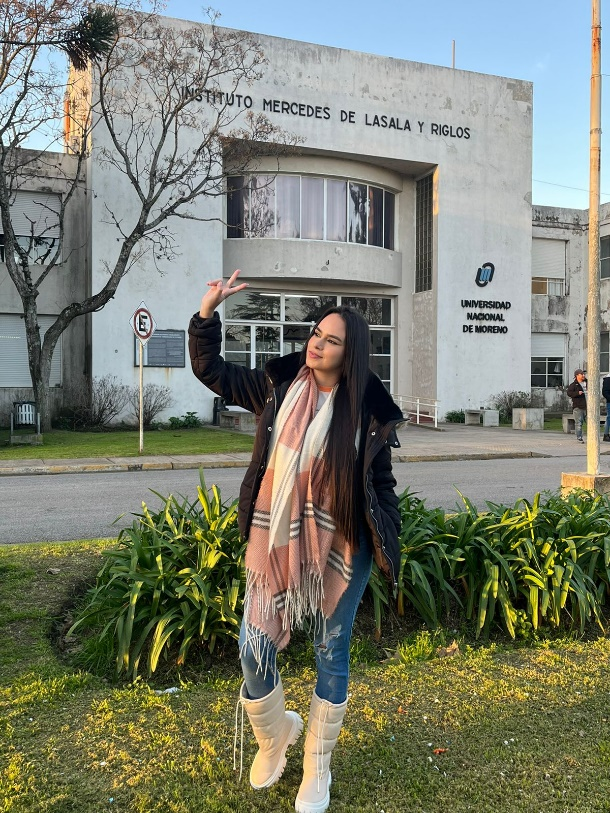 INSTITUTO MERCEDES DE LASALA Y RIGLOS
UNIVERSIDAD
NACIONAL
DE MORENO
E